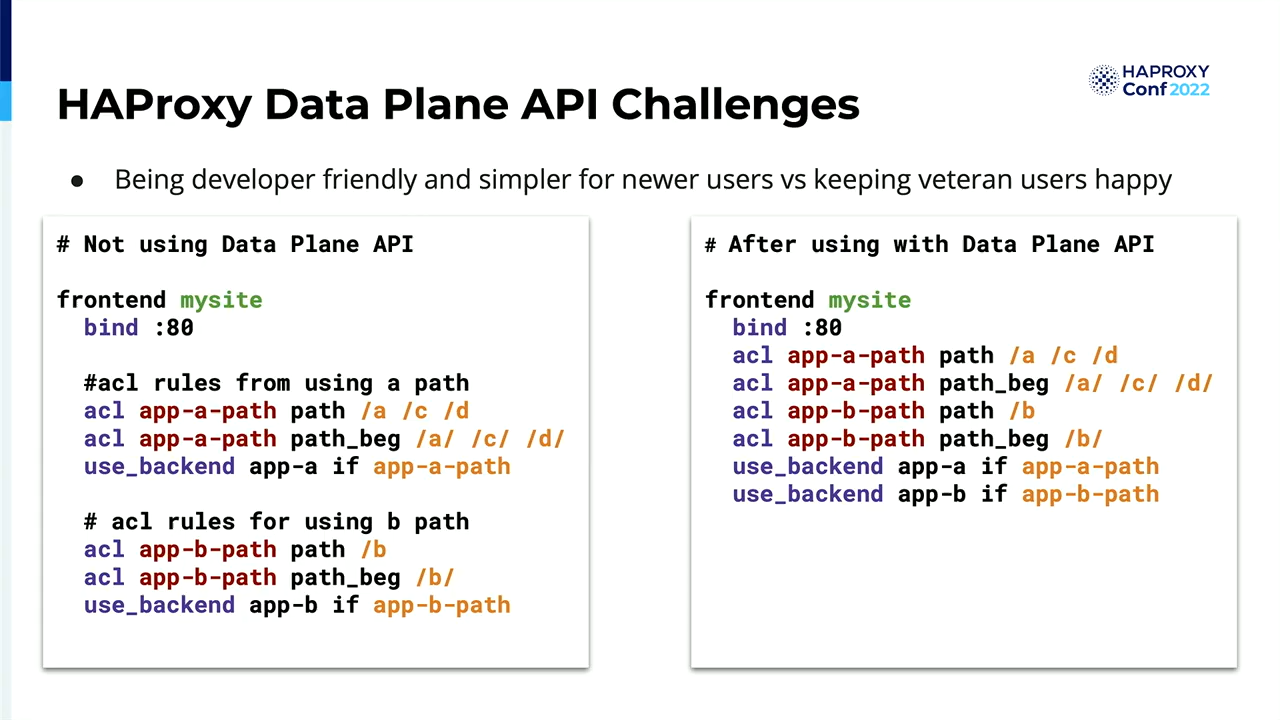 HAPROXY
Conf 2022
HAProxy Data Plane API Challenges
● Being developer friendly and simpler for newer users vs keeping veteran users happy
# Not using Data Plane API
frontend mysite
bind :80
#acl rules from using a path
acl app-a-path path /a /c /d
acl app-a-path path_beg /a/ /c/ /d/
use_backend app-a if app-a-path
# acl rules for using b path
acl app-b-path path /b
acl app-b-path path_beg /b/
use_backend app-b if app-b-path
# After using with Data Plane API
frontend mysite
bind :80
acl app-a-path path /a /c /d
acl app-a-path path_beg /a/ /c/ /d/
acl app-b-path path /b
acl app-b-path path_beg /b/
use_backend app-a if app-a-path
use_backend app-b if app-b-path